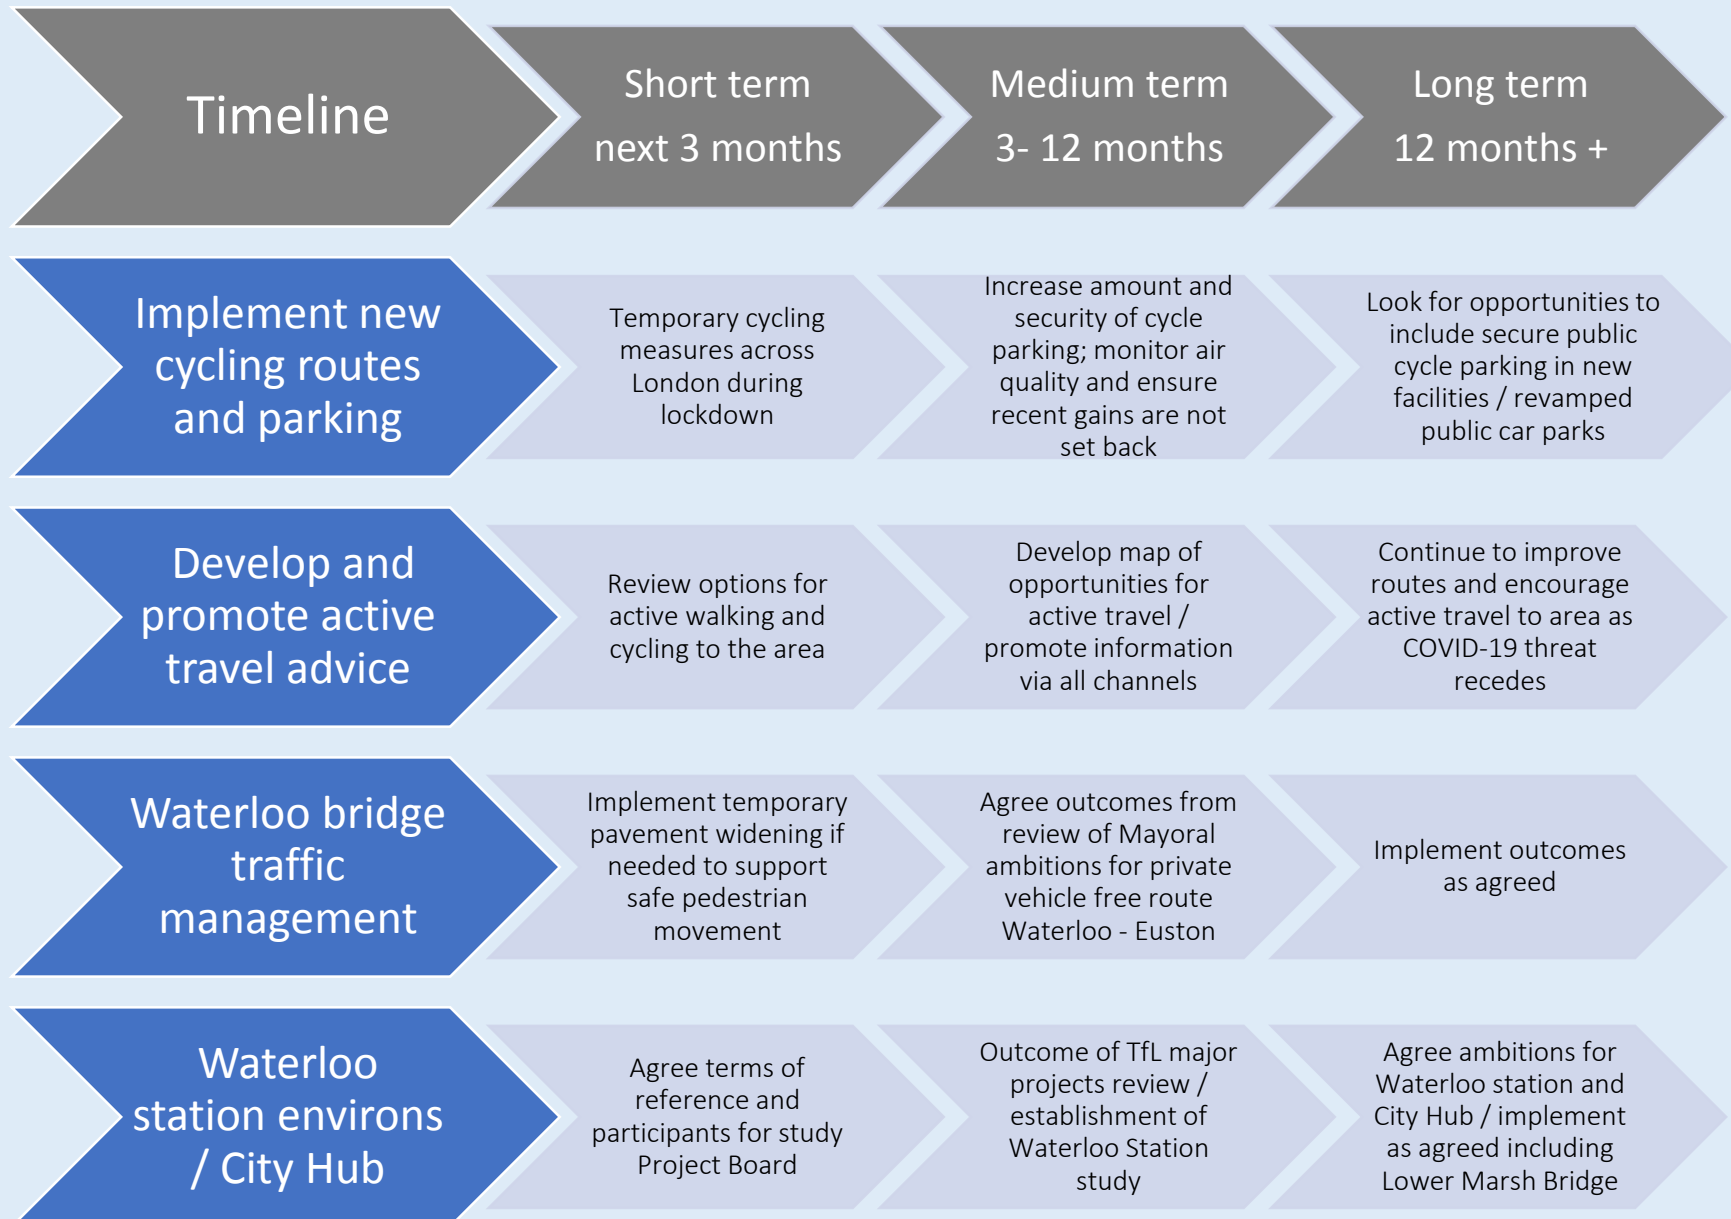 Timeline
Short term
next 3 months
Medium term
3- 12 months
Long term
12 months +
Implement new
cycling routes
and parking
Temporary cycling
measures across
London during
lockdown
Increase amount and
security of cycle
parking; monitor air
quality and ensure
recent gains are not
set back
Look for opportunities to
include secure public
cycle parking in new
facilities / revamped
public car parks
Develop and
promote active
travel advice
Review options for
active walking and
cycling to the area
Develop map of
opportunities for
active travel /
promote information
via all channels
Continue to improve
routes and encourage
active travel to area as
COVID-19 threat
recedes
Waterloo bridge
traffic
management
Implement temporary
pavement widening if
needed to support
safe pedestrian
movement
Agree outcomes from
review of Mayoral
ambitions for private
vehicle free route
Waterloo - Euston
Implement outcomes
as agreed
Waterloo
station environs
/ City Hub
Agree terms of
reference and
participants for study
Project Board
Outcome of TfL major
projects review /
establishment of
Waterloo Station
study
Agree ambitions for
Waterloo station and
City Hub / implement
as agreed including
Lower Marsh Bridge